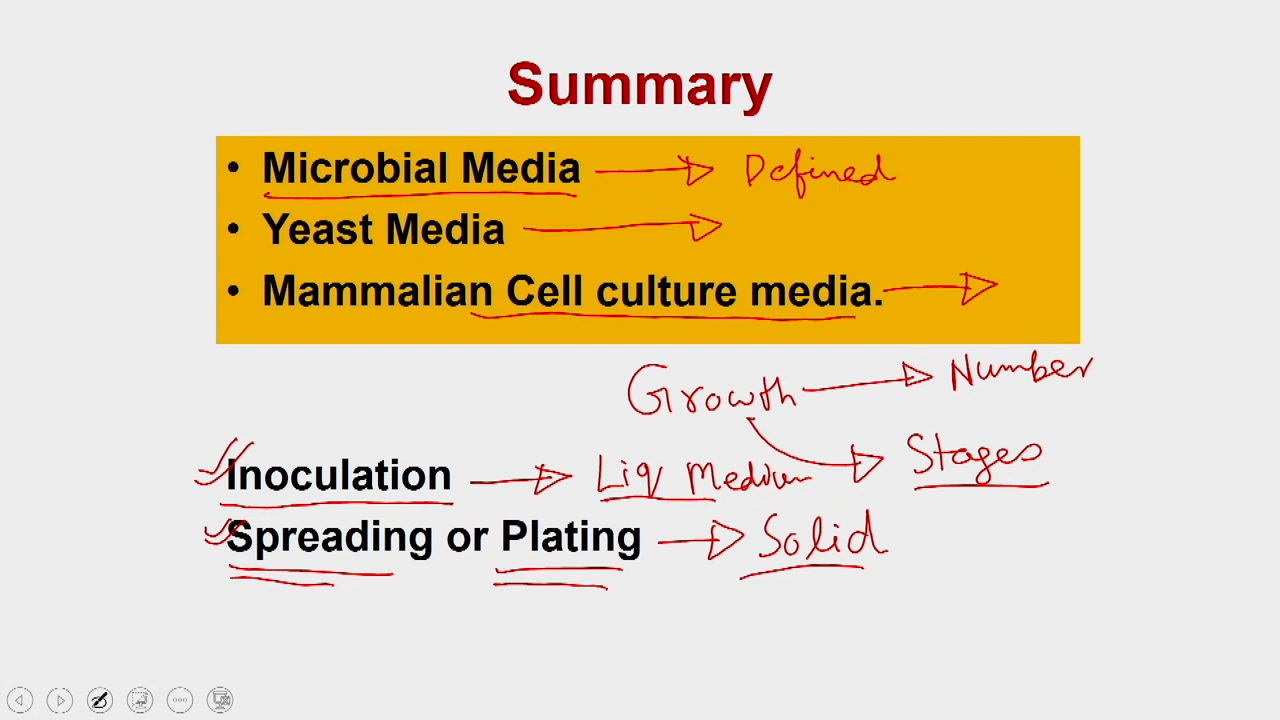 Summary
• Microbial Media → Defined
• Yeast Media →
• Mammalian Cell culture media. →
Growth → Number
Stages
Inoculation → Liq Medium
Spreading or Plating → Solid